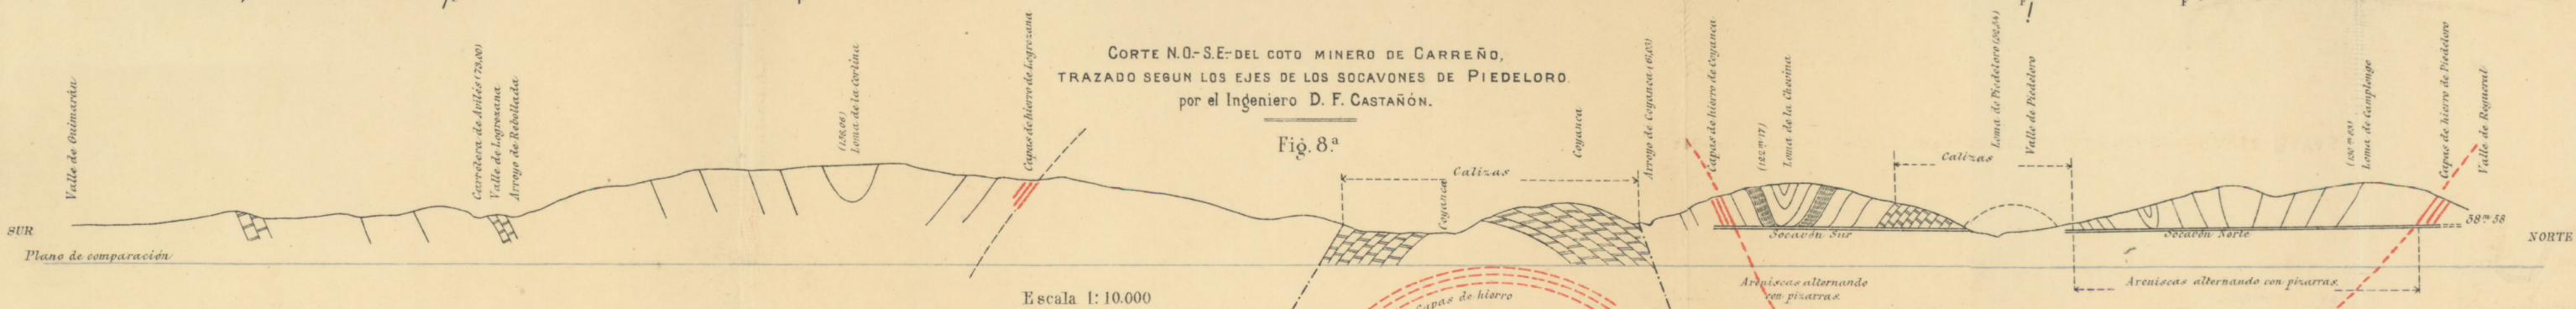 CORTE N.O.-S.E. DEL COTO MINERO DE CARREÑO,
TRAZADO SEGUN LOS EJES DE LOS SOCAVONES DE PIEDELORO
por el Ingeniero D. F. CASTAÑÓN.
Fig. 8.ª
Valle de Guimarán
Carretera de Avilés (73,00)
Valle de Logrezana
Arroyo de Rebollada
Loma de la Corlina
Capas de hierro de Logrezana
Calizas
Coyanca
Coyanca
Arroyo de Coyanca
Capas de hierro de Coyanca
Loma de la Chocina
Calizas
Loma de Piedeloro
Valle de Piedeloro
Loma de Camplongo
Capas de hierro de Piedeloro
Valle de Regueral
SUR
58m 58
Socavón Sur
Socavón Norte
NORTE
Plano de comparación
Areniscas alternando
con pizarras.
Areniscas alternando con pizarras.
Escala 1:10.000
Capas de hierro